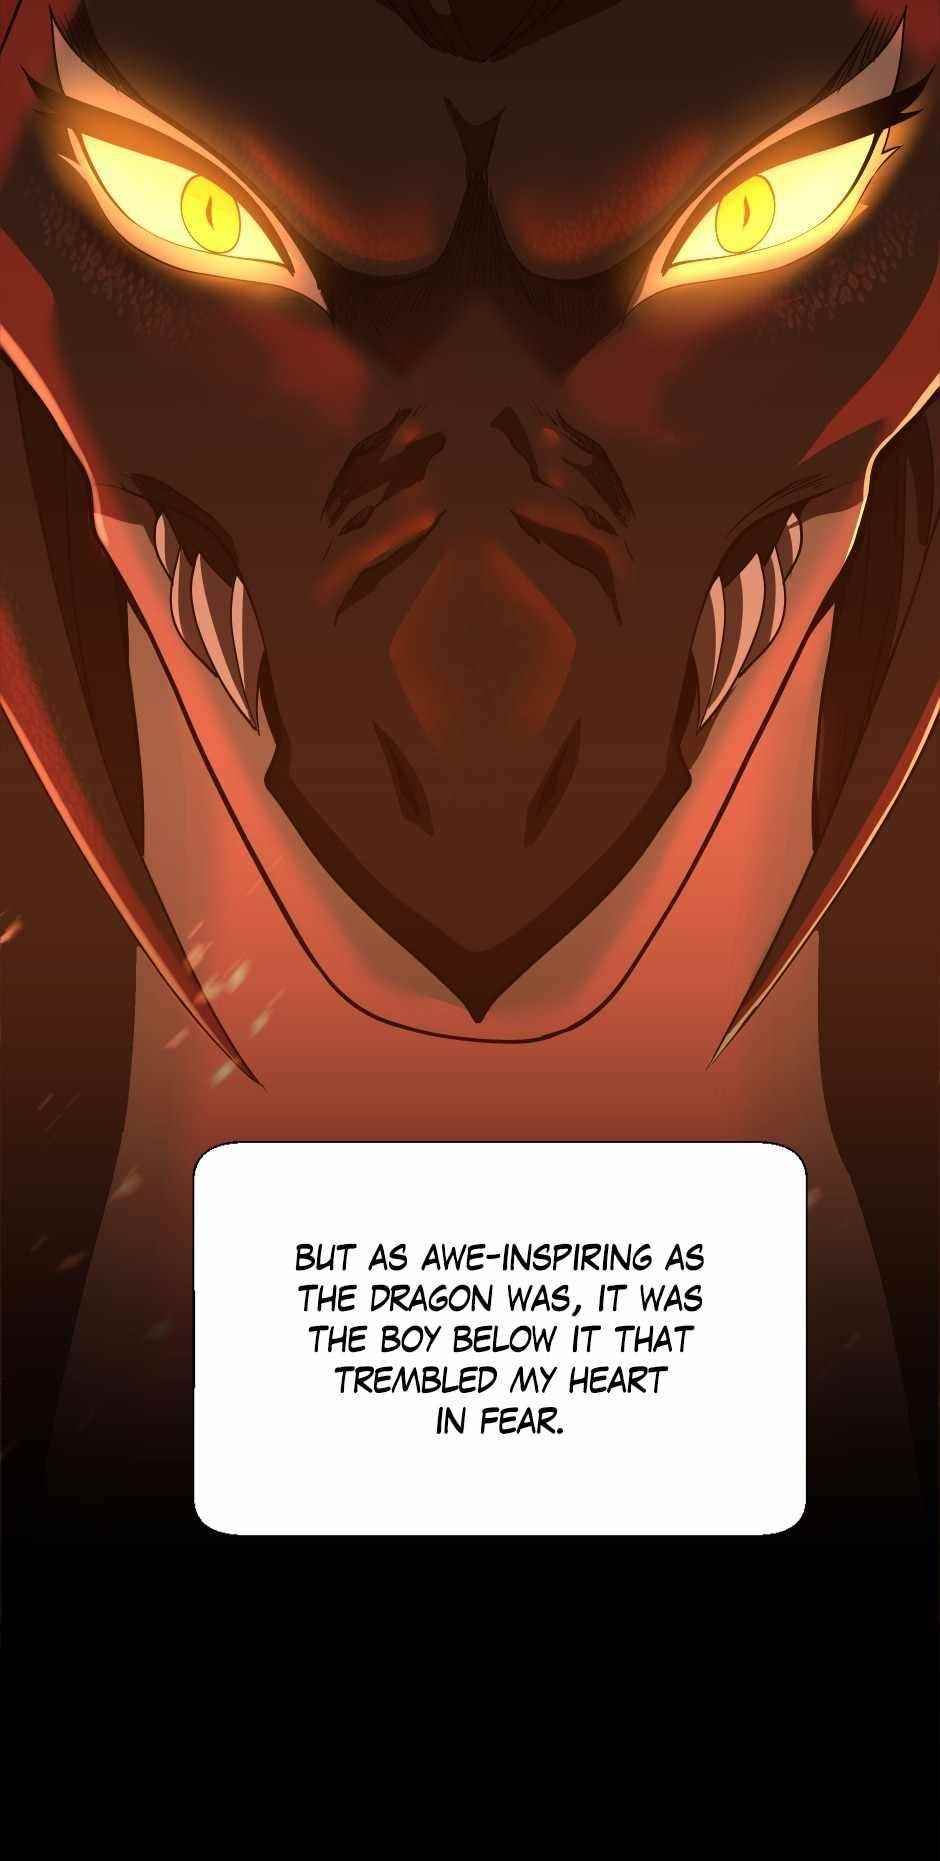 BUT AS AWE-INSPIRING AS
THE DRAGON WAS, IT WAS
THE BOY BELOW IT THAT
TREMBLED MY HEART
IN FEAR.